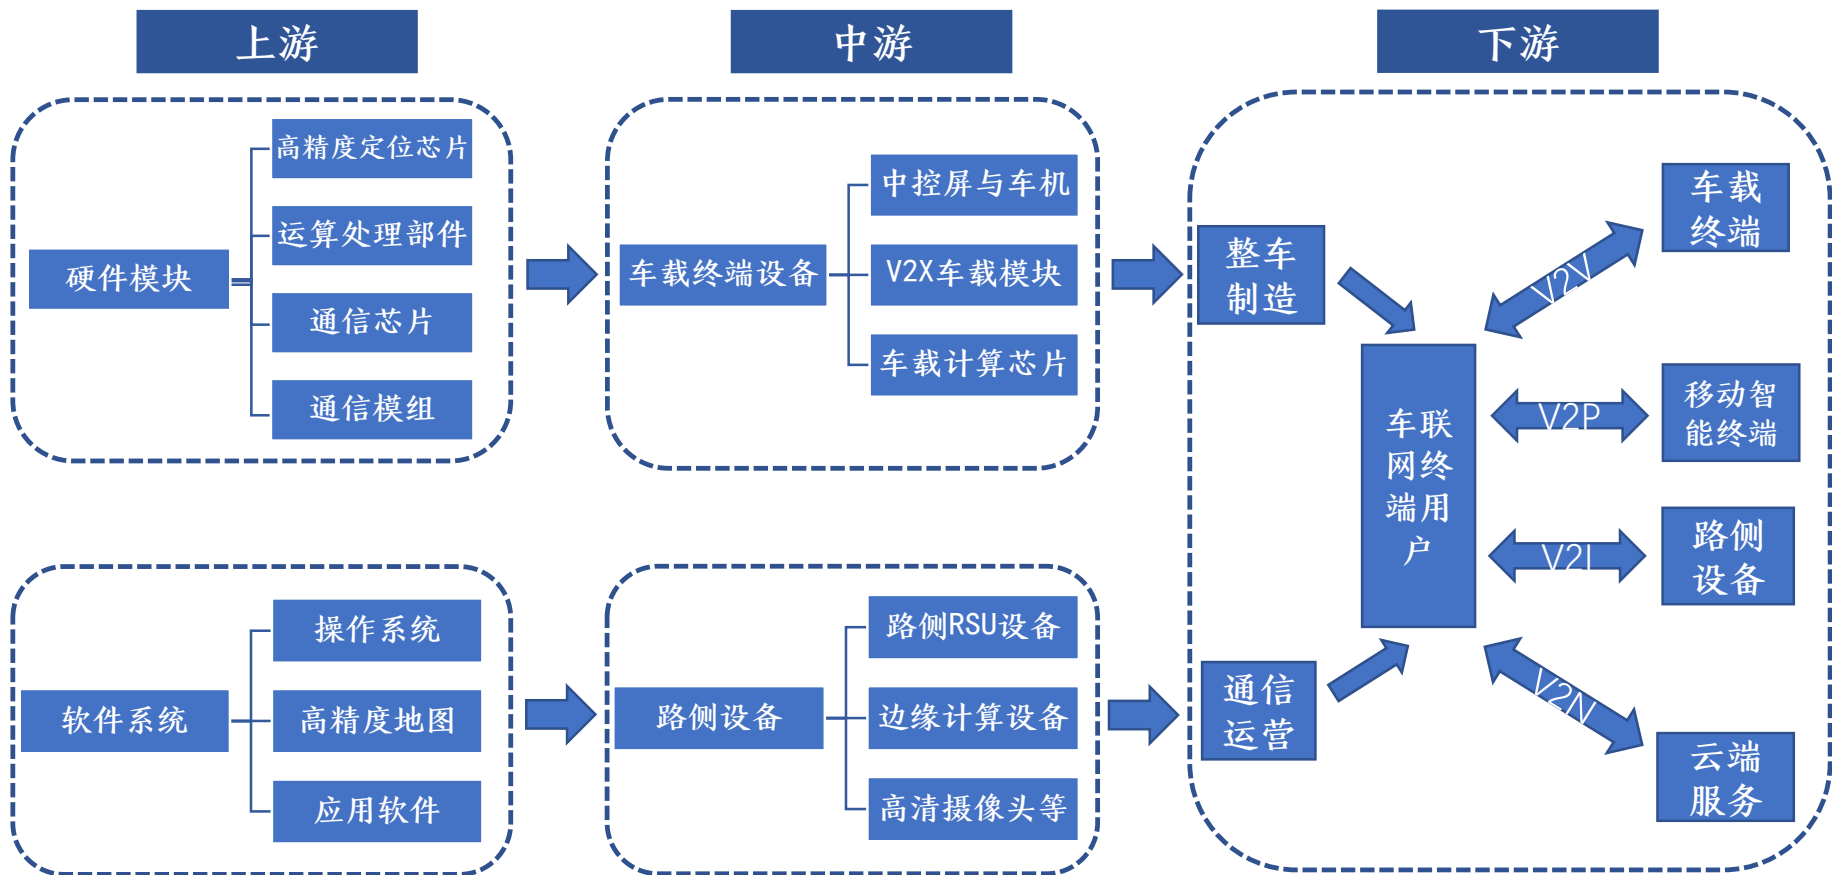 上游
中游
下游
硬件模块
高精度定位芯片
运算处理部件
通信芯片
通信模组
软件系统
操作系统
高精度地图
应用软件
车载终端设备
中控屏与车机
V2X车载模块
车载计算芯片
路侧设备
路侧RSU设备
边缘计算设备
高清摄像头等
整车
制造
通信
运营
车联
网终
端用
户
V2V
V2P
V2I
V2N
车载
终端
移动智
能终端
路侧
设备
云端
服务